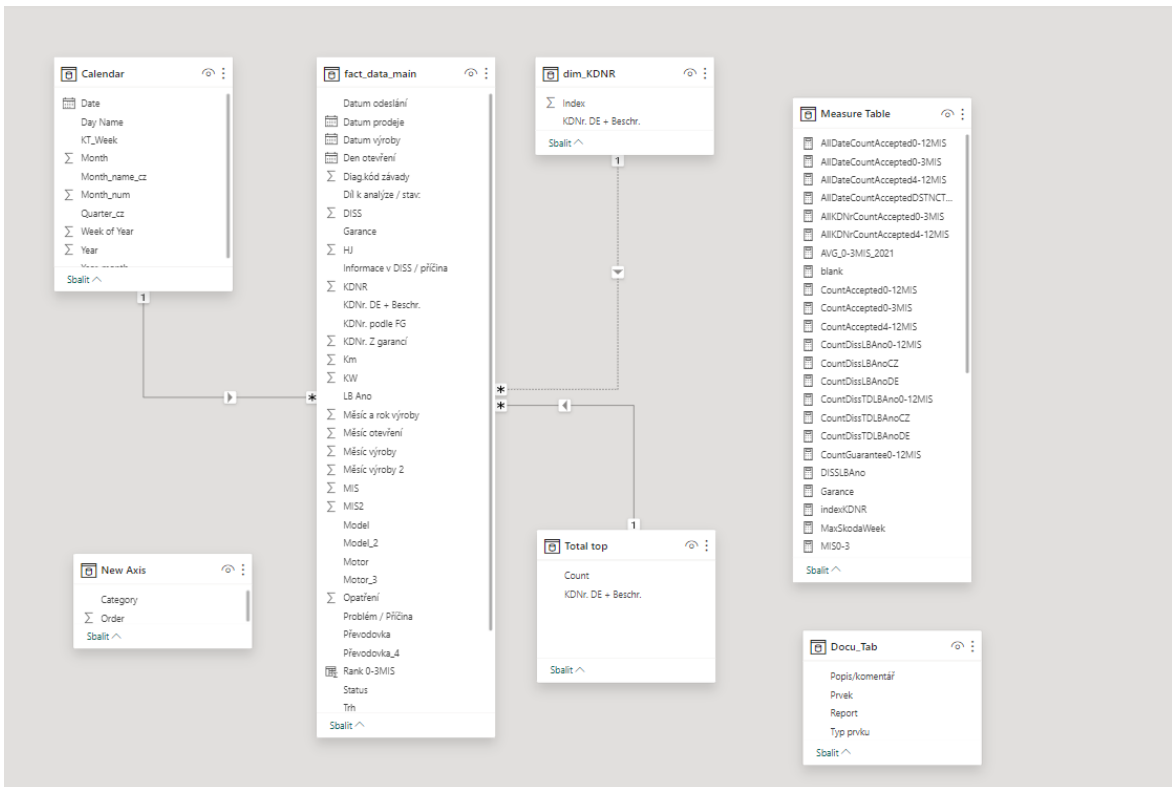 Calendar
Date
Day Name
KT_Week
Month
Month_name_cz
Month_num
Quarter_cz
Week of Year
Year
Sbalit
1
fact_data_main
Datum odeslání
Datum prodeje
Datum výroby
Den otevření
Diag.kód závady
Díl k analýze / stav:
DISS
Garance
HJ
Informace v DISS / příčina
KDNR
KDNr. DE + Beschr.
KDNr. podle FG
KDNr. Z garancí
Km
KW
LB Ano
Měsíc a rok výroby
Měsíc otevření
Měsíc výroby
Měsíc výroby 2
MIS
MIS2
Model
Model_2
Motor
Motor_3
Opatření
Problém / Příčina
Převodovka
Převodovka_4
Rank 0-3MIS
Status
Trh
Sbalit
*
*
*
dim_KDNR
Index
KDNr. DE + Beschr.
Sbalit
1
1
Total top
Count
KDNr. DE + Beschr.
Sbalit
New Axis
Category
Order
Sbalit
Measure Table
AllDateCountAccepted0-12MIS
AllDateCountAccepted0-3MIS
AllDateCountAccepted4-12MIS
AllDateCountAcceptedDSTNCT...
AllKDNrCountAccepted0-3MIS
AllKDNrCountAccepted4-12MIS
AVG_0-3MIS_2021
blank
CountAccepted0-12MIS
CountAccepted0-3MIS
CountAccepted4-12MIS
CountDissLBAno0-12MIS
CountDissLBAnoCZ
CountDissLBAnoDE
CountDissTDLBAno0-12MIS
CountDissTDLBAnoCZ
CountDissTDLBAnoDE
CountGuarantee0-12MIS
DISSLBAno
Garance
indexKDNR
MaxSkodaWeek
MIS0-3
Sbalit
Docu_Tab
Popis/komentář
Prvek
Report
Typ prvku
Sbalit